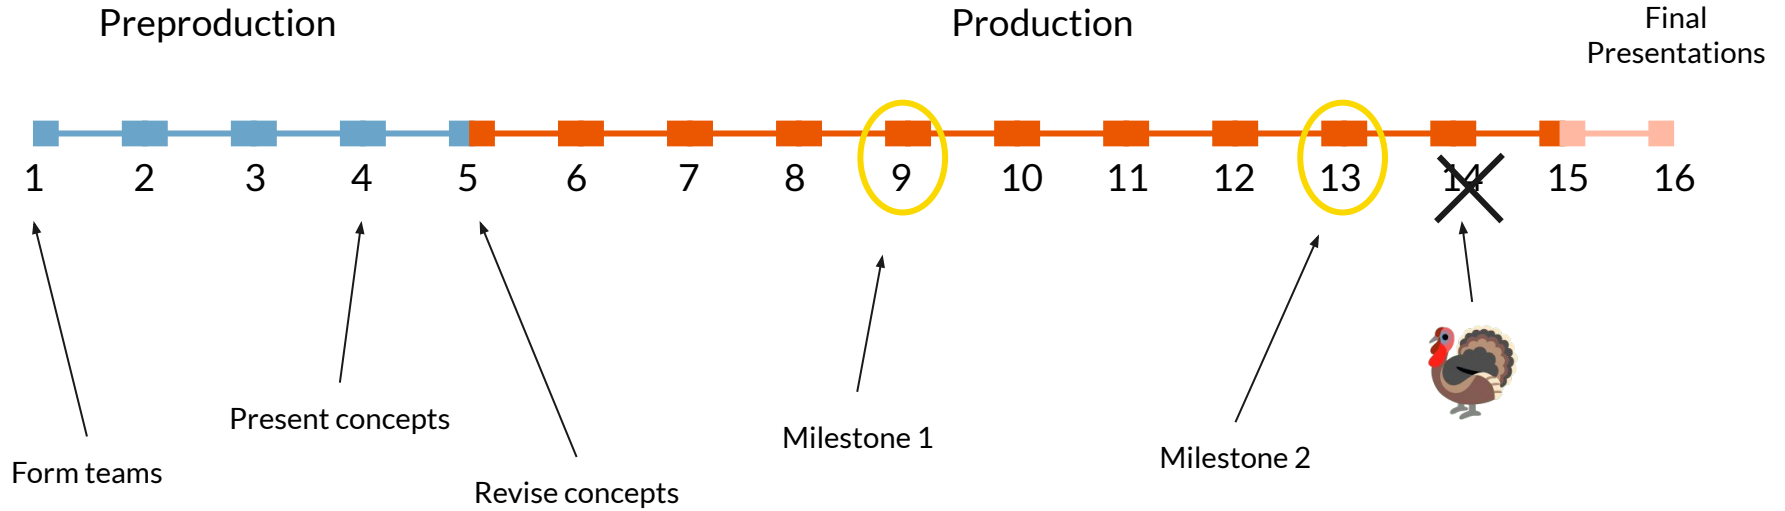 Preproduction
Production
Final
Presentations
1 2 3 4 5 6 7 8 9 10 11 12 13 14 15 16
Present concepts
Milestone 1
Milestone 2
Form teams
Revise concepts